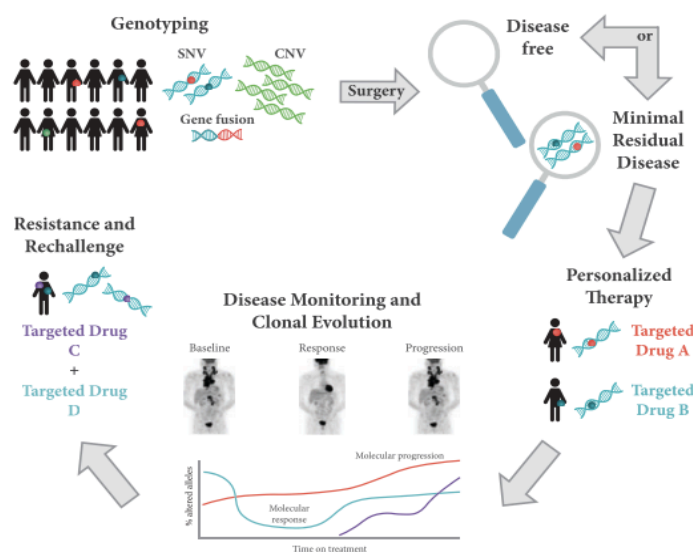 Genotyping
SNV
CNV
Gene fusion
Surgery
Disease
free
or
Minimal
Residual
Disease
Personalized
Therapy
Targeted
Drug A
Targeted
Drug B
Disease Monitoring and
Clonal Evolution
Baseline
Response
Progression
% altered alleles
Molecular progression
Molecular
response
Time on treatment
Resistance and
Rechallenge
Targeted Drug
C
+
Targeted Drug
D